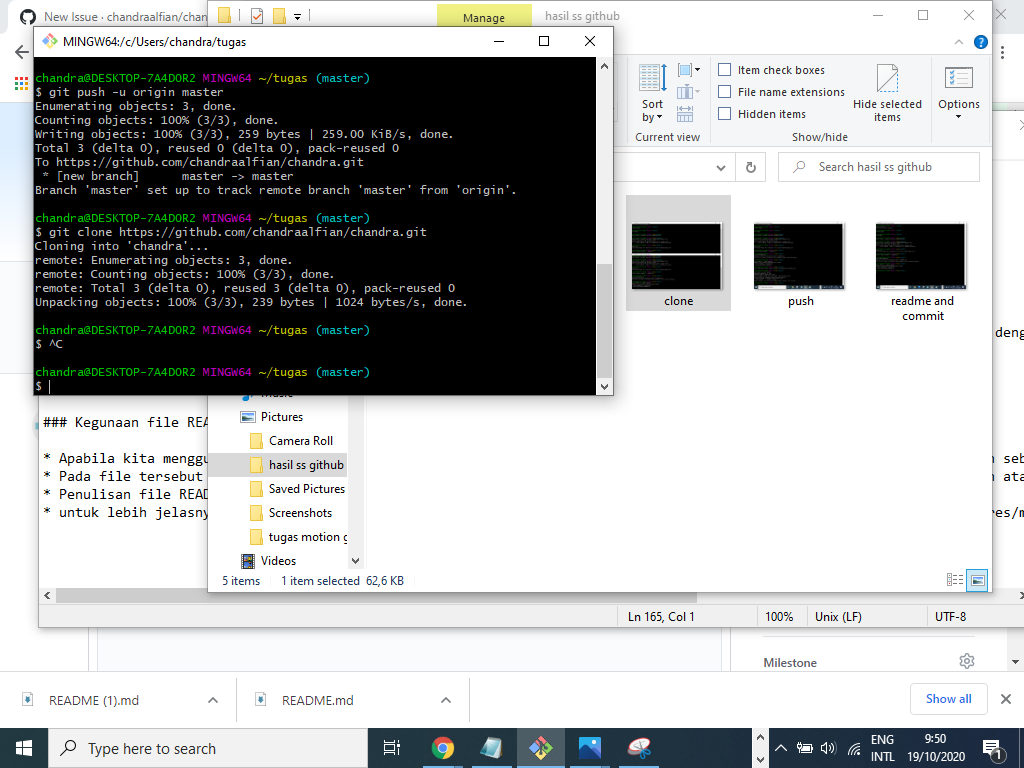 New Issue · chandraalfian/chan
Manage
hasil ss github
MINGW64:/c/Users/chandra/tugas
chandra@DESKTOP-7A4DOR2 MINGW64 ~/tugas (master)
$ git push -u origin master
Enumerating objects: 3, done.
Counting objects: 100% (3/3), done.
Writing objects: 100% (3/3), 259 bytes | 259.00 KiB/s, done.
Total 3 (delta 0), reused 0 (delta 0), pack-reused 0
To https://github.com/chandraalfian/chandra.git
* [new branch] master -> master
Branch 'master' set up to track remote branch 'master' from 'origin'.
chandra@DESKTOP-7A4DOR2 MINGW64 ~/tugas (master)
$ git clone https://github.com/chandraalfian/chandra.git
Cloning into 'chandra'...
remote: Enumerating objects: 3, done.
remote: Counting objects: 100% (3/3), done.
remote: Total 3 (delta 0), reused 3 (delta 0), pack-reused 0
Unpacking objects: 100% (3/3), 239 bytes | 1024 bytes/s, done.
chandra@DESKTOP-7A4DOR2 MINGW64 ~/tugas (master)
$ ^C
chandra@DESKTOP-7A4DOR2 MINGW64 ~/tugas (master)
$
Sort
by
Current view
Item check boxes
File name extensions
Hidden items
Hide selected
items
Show/hide
Options
Search hasil ss github
clone
push
readme and
commit
deng
Music
Pictures
Camera Roll
hasil ss github
Saved Pictures
Screenshots
tugas motion g
Videos
5 items 1 item selected 62,6 KB
### Kegunaan file REA
* Apabila kita menggu
* Pada file tersebut
* Penulisan file READ
* untuk lebih jelasny
n seb
n ata
res/m
Ln 165, Col 1
100%
Unix (LF)
UTF-8
Milestone
README (1).md
README.md
Show all
Type here to search
ENG
INTL
9:50
19/10/2020
1